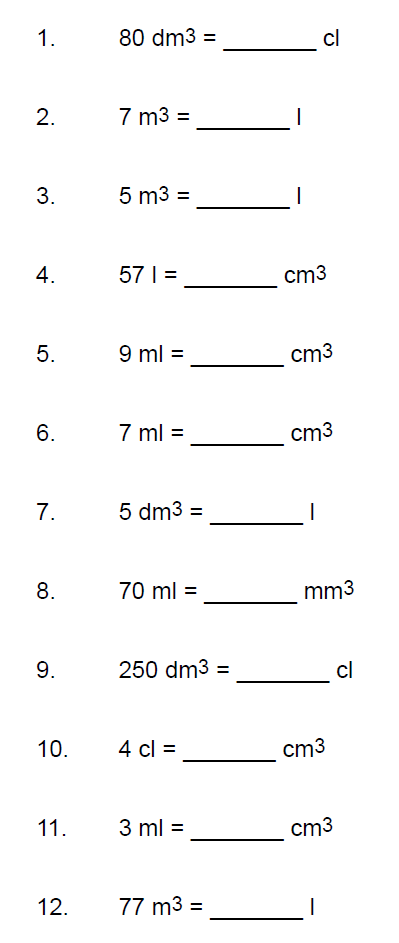 1. 80 dm3 = _______ cl
2. 7 m3 = _______ l
3. 5 m3 = _______ l
4. 57 l = _______ cm3
5. 9 ml = _______ cm3
6. 7 ml = _______ cm3
7. 5 dm3 = _______ l
8. 70 ml = _______ mm3
9. 250 dm3 = _______ cl
10. 4 cl = _______ cm3
11. 3 ml = _______ cm3
12. 77 m3 = _______ l